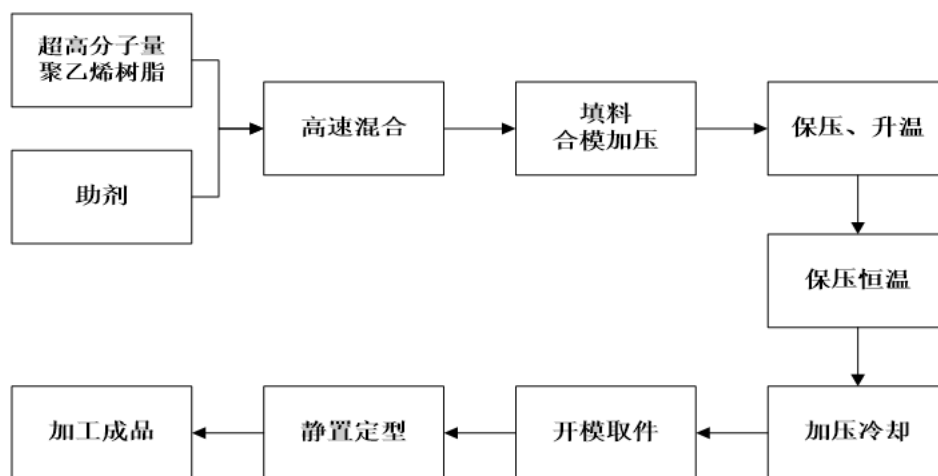 超高分子量
聚乙烯树脂
助剂
高速混合
填料
合模加压
保压、升温
保压恒温
加压冷却
开模取件
静置定型
加工成品